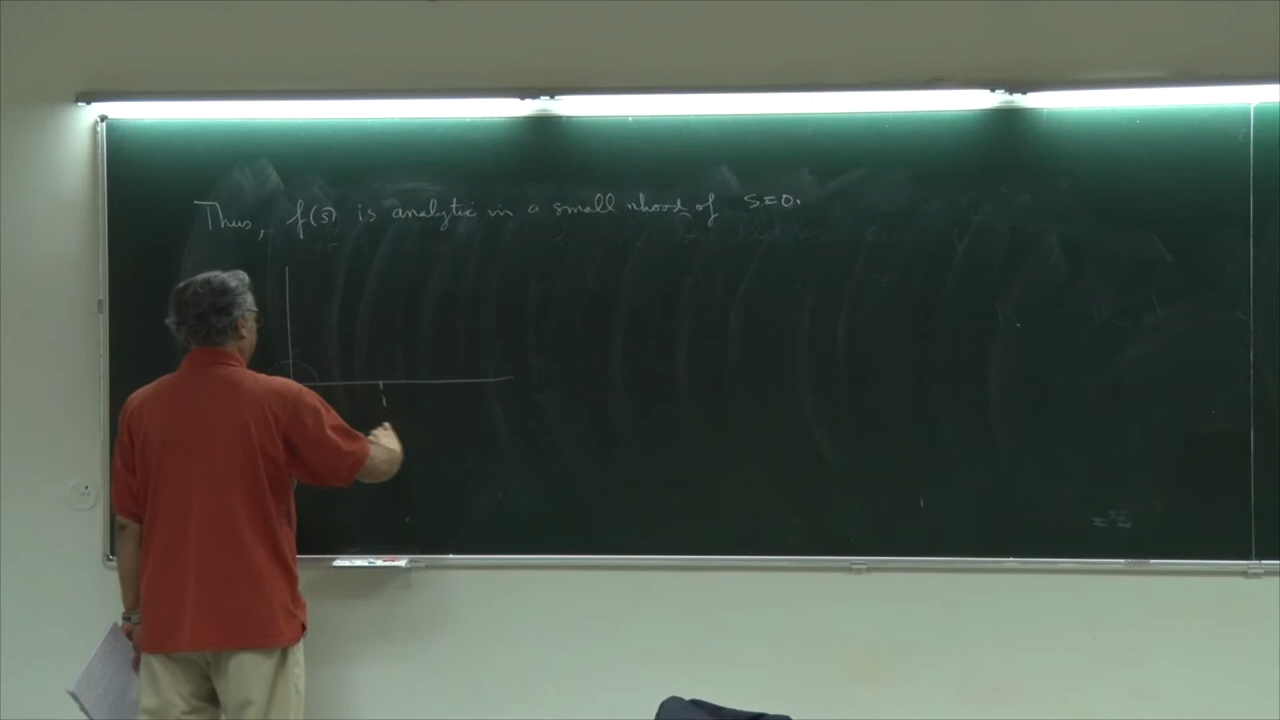 Thus, f(s) is analytic in a small nhood of s=0.